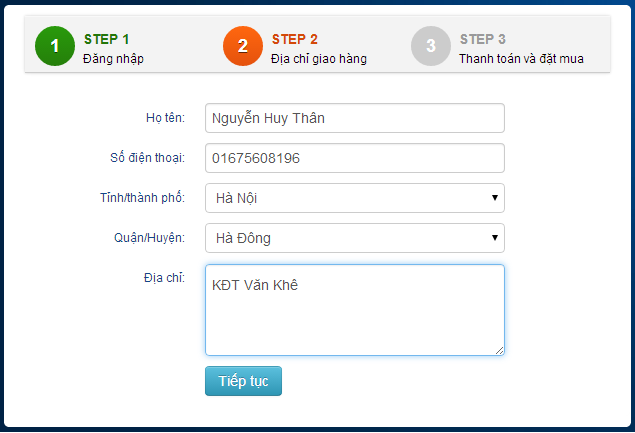 1 STEP 1
Đăng nhập
2 STEP 2
Địa chỉ giao hàng
3 STEP 3
Thanh toán và đặt mua
Họ tên: Nguyễn Huy Thân
Số điện thoại: 01675608196
Tỉnh/thành phố: Hà Nội
Quận/Huyện: Hà Đông
Địa chỉ: KĐT Văn Khê
Tiếp tục